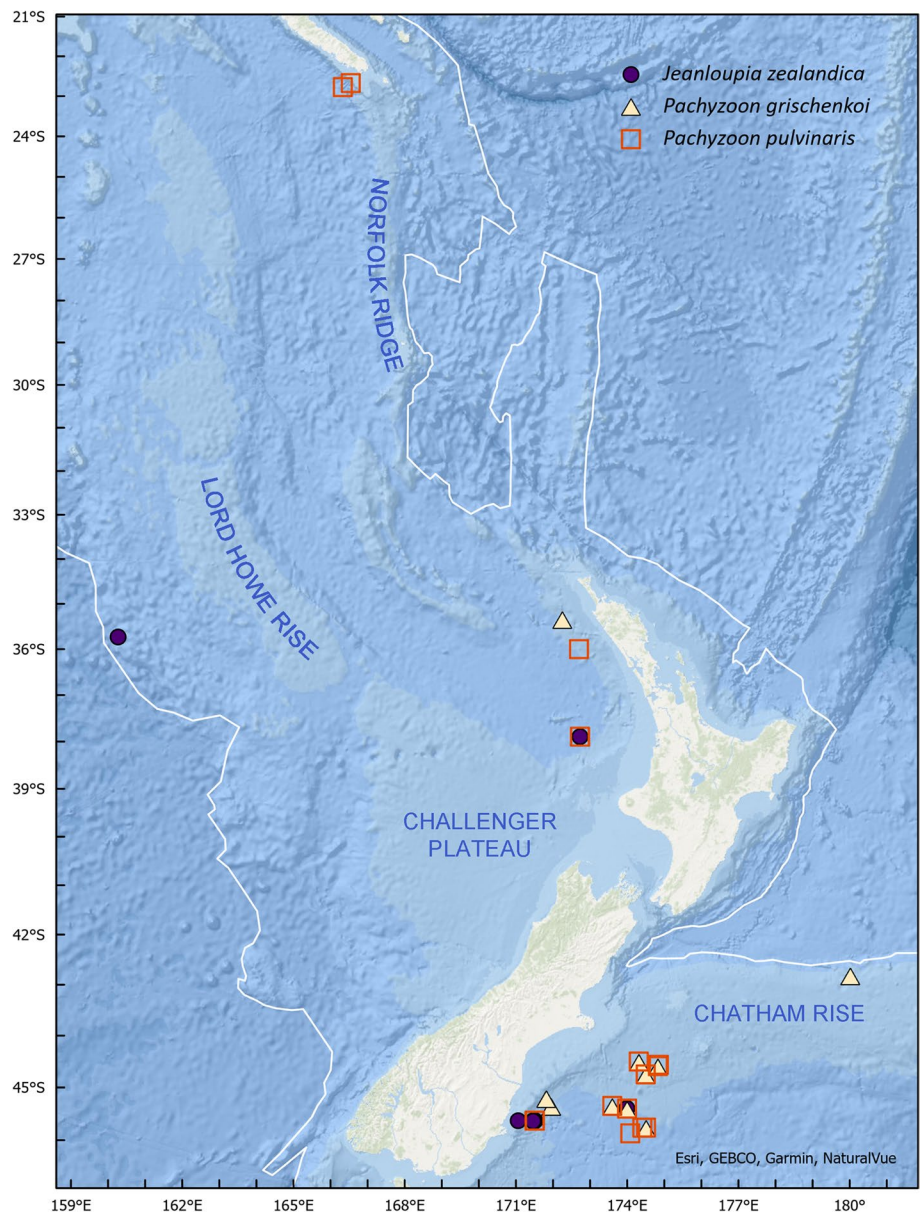 21°S
24°S
27°S
30°S
33°S
36°S
39°S
42°S
45°S
Jeanloupia zealandica
Pachyzoon grischenkoi
Pachyzoon pulvinaris
NORFOLK RIDGE
LORD HOWE RISE
CHALLENGER
PLATEAU
CHATHAM RISE
Esri, GEBCO, Garmin, NaturalVue
159°E
162°E
165°E
168°E
171°E
174°E
177°E
180°